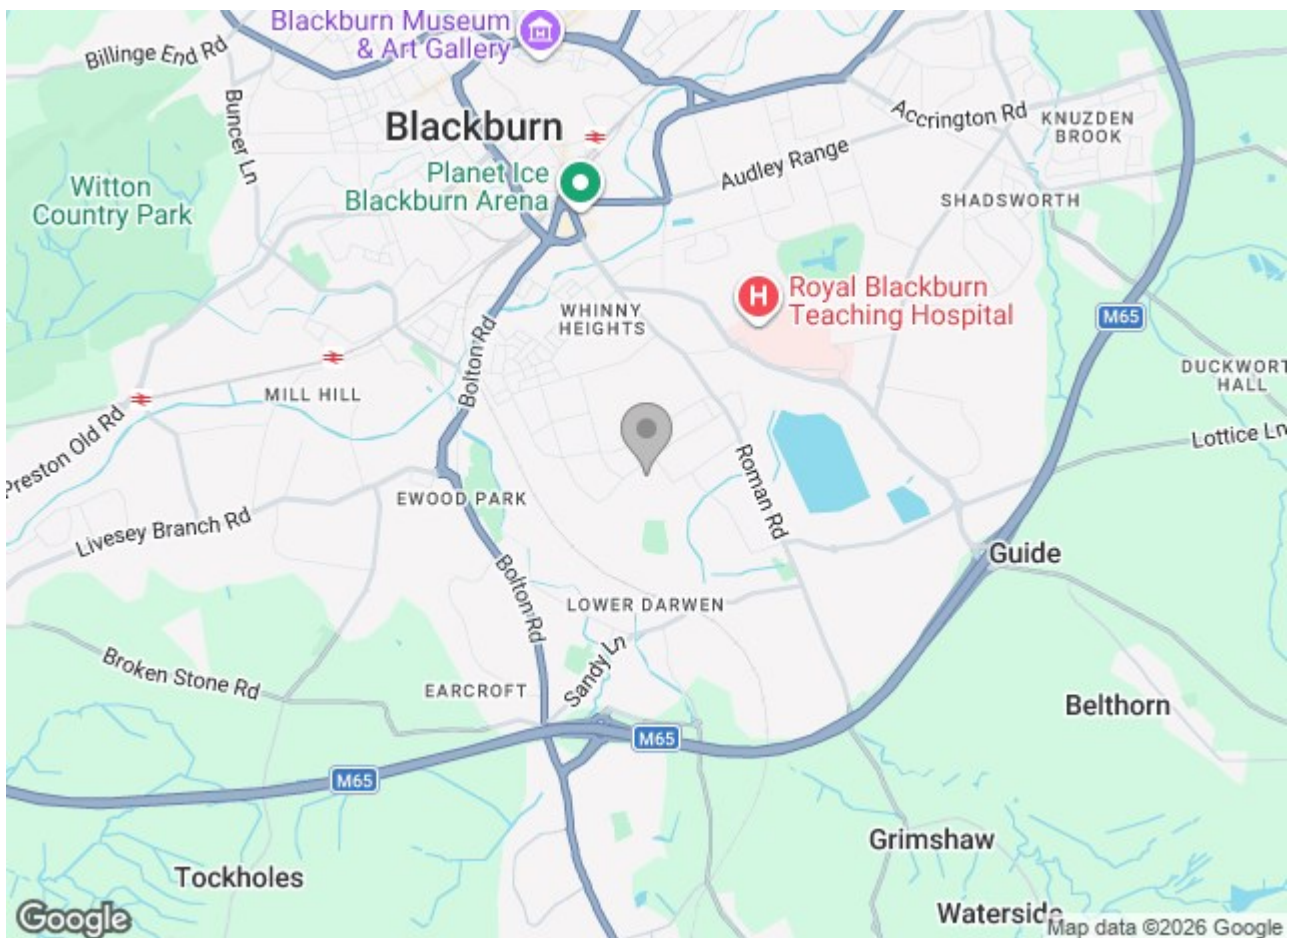 Blackburn Museum
& Art Gallery
Billinge End Rd
Buncer Ln
Blackburn
Accrington Rd
KNUZDEN
BROOK
Planet Ice
Blackburn Arena
Audley Range
Witton
Country Park
SHADSWORTH
Royal Blackburn
Teaching Hospital
H
WHINNY
HEIGHTS
M65
Bolton Rd
MILL HILL
DUCKWORT
HALL
Preston Old Rd
Lottice Ln
Roman Rd
EWOOD PARK
Livesey Branch Rd
Guide
Bolton Rd
LOWER DARWEN
Sandy Ln
Broken Stone Rd
EARCROFT
Belthorn
M65
M65
Grimshaw
Tockholes
Waterside
Google
Map data ©2026 Google